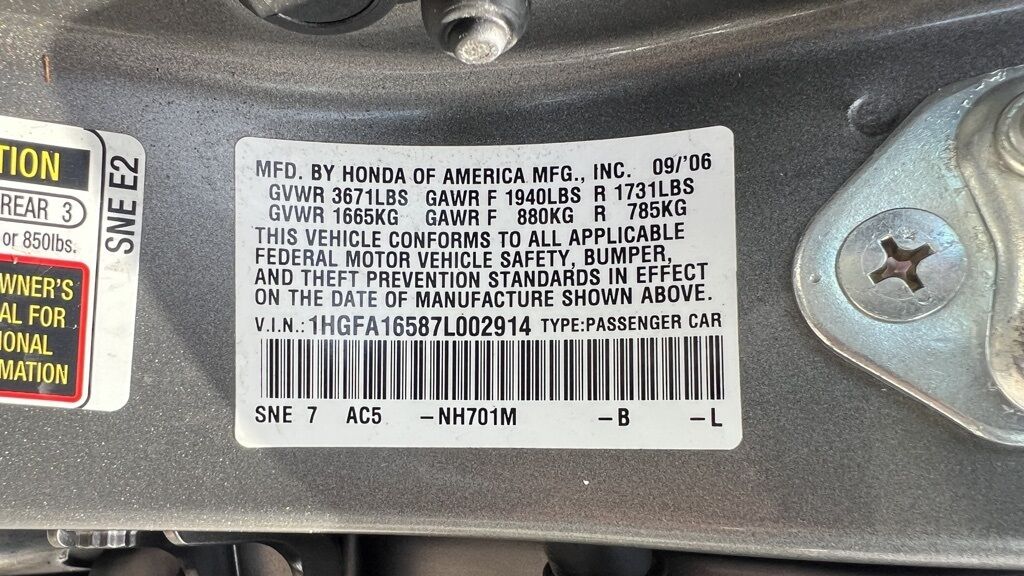 TION
REAR 3
or 850lbs.
WNER'S
AL FOR
IONAL
MATION
SNE E2
MFD. BY HONDA OF AMERICA MFG., INC. 09/'06
GVWR 3671LBS GAWR F 1940LBS R 1731LBS
GVWR 1665KG GAWR F 880KG R 785KG
THIS VEHICLE CONFORMS TO ALL APPLICABLE
FEDERAL MOTOR VEHICLE SAFETY, BUMPER,
AND THEFT PREVENTION STANDARDS IN EFFECT
ON THE DATE OF MANUFACTURE SHOWN ABOVE.
V.I.N.: 1HGFA16587L002914 TYPE:PASSENGER CAR
SNE 7 AC5 -NH701M -B -L